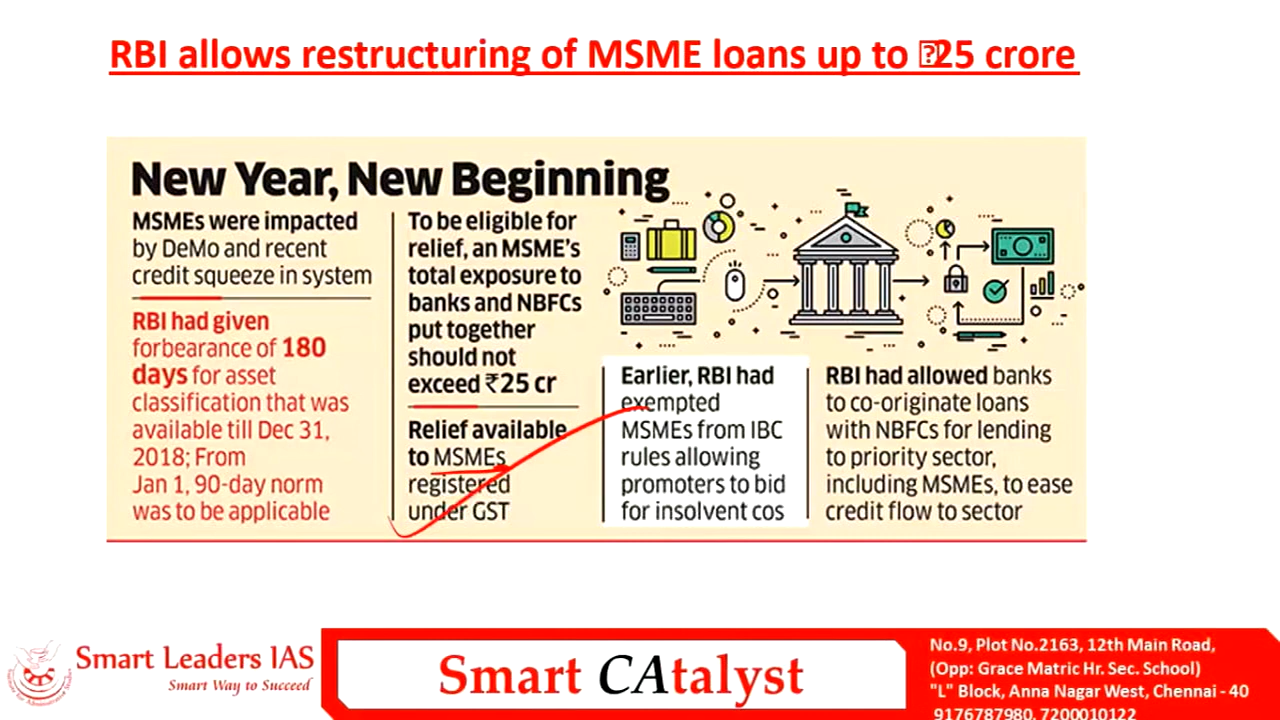 RBI allows restructuring of MSME loans up to 25 crore
New Year, New Beginning
MSMEs were impacted
by DeMo and recent
credit squeeze in system
RBI had given
forbearance of 180
days for asset
classification that was
available till Dec 31,
2018; From
Jan 1, 90-day norm
was to be applicable
To be eligible for
relief, an MSME's
total exposure to
banks and NBFCs
put together
should not
exceed ₹25 cr
Relief available
to MSMEs
registered
under GST
Earlier, RBI had
exempted
MSMEs from IBC
rules allowing
promoters to bid
for insolvent cos
RBI had allowed banks
to co-originate loans
with NBFCs for lending
to priority sector,
including MSMEs, to ease
credit flow to sector
Smart Leaders IAS
Smart Way to Succeed
Smart CAtalyst
No.9, Plot No.2163, 12th Main Road,
(Opp: Grace Matric Hr. Sec. School)
"L" Block, Anna Nagar West, Chennai - 40
9176787980, 7200010122